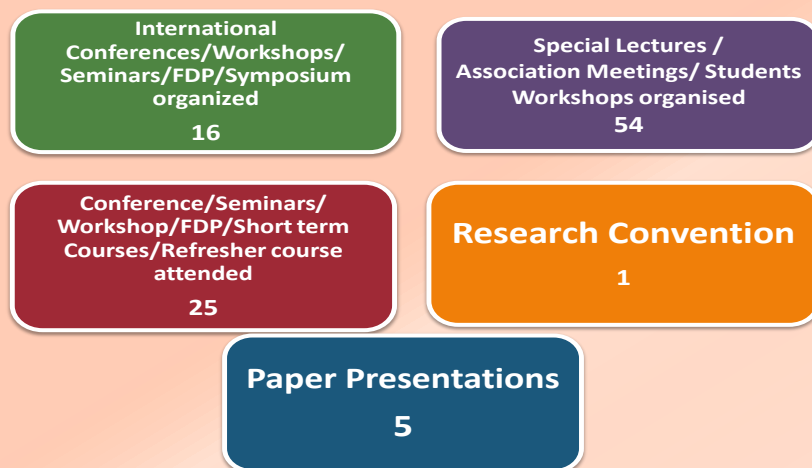 International
Conferences/Workshops/
Seminars/FDP/Symposium
organized
16
Special Lectures /
Association Meetings/ Students
Workshops organised
54
Conference/Seminars/
Workshop/FDP/Short term
Courses/Refresher course
attended
25
Research Convention
1
Paper Presentations
5